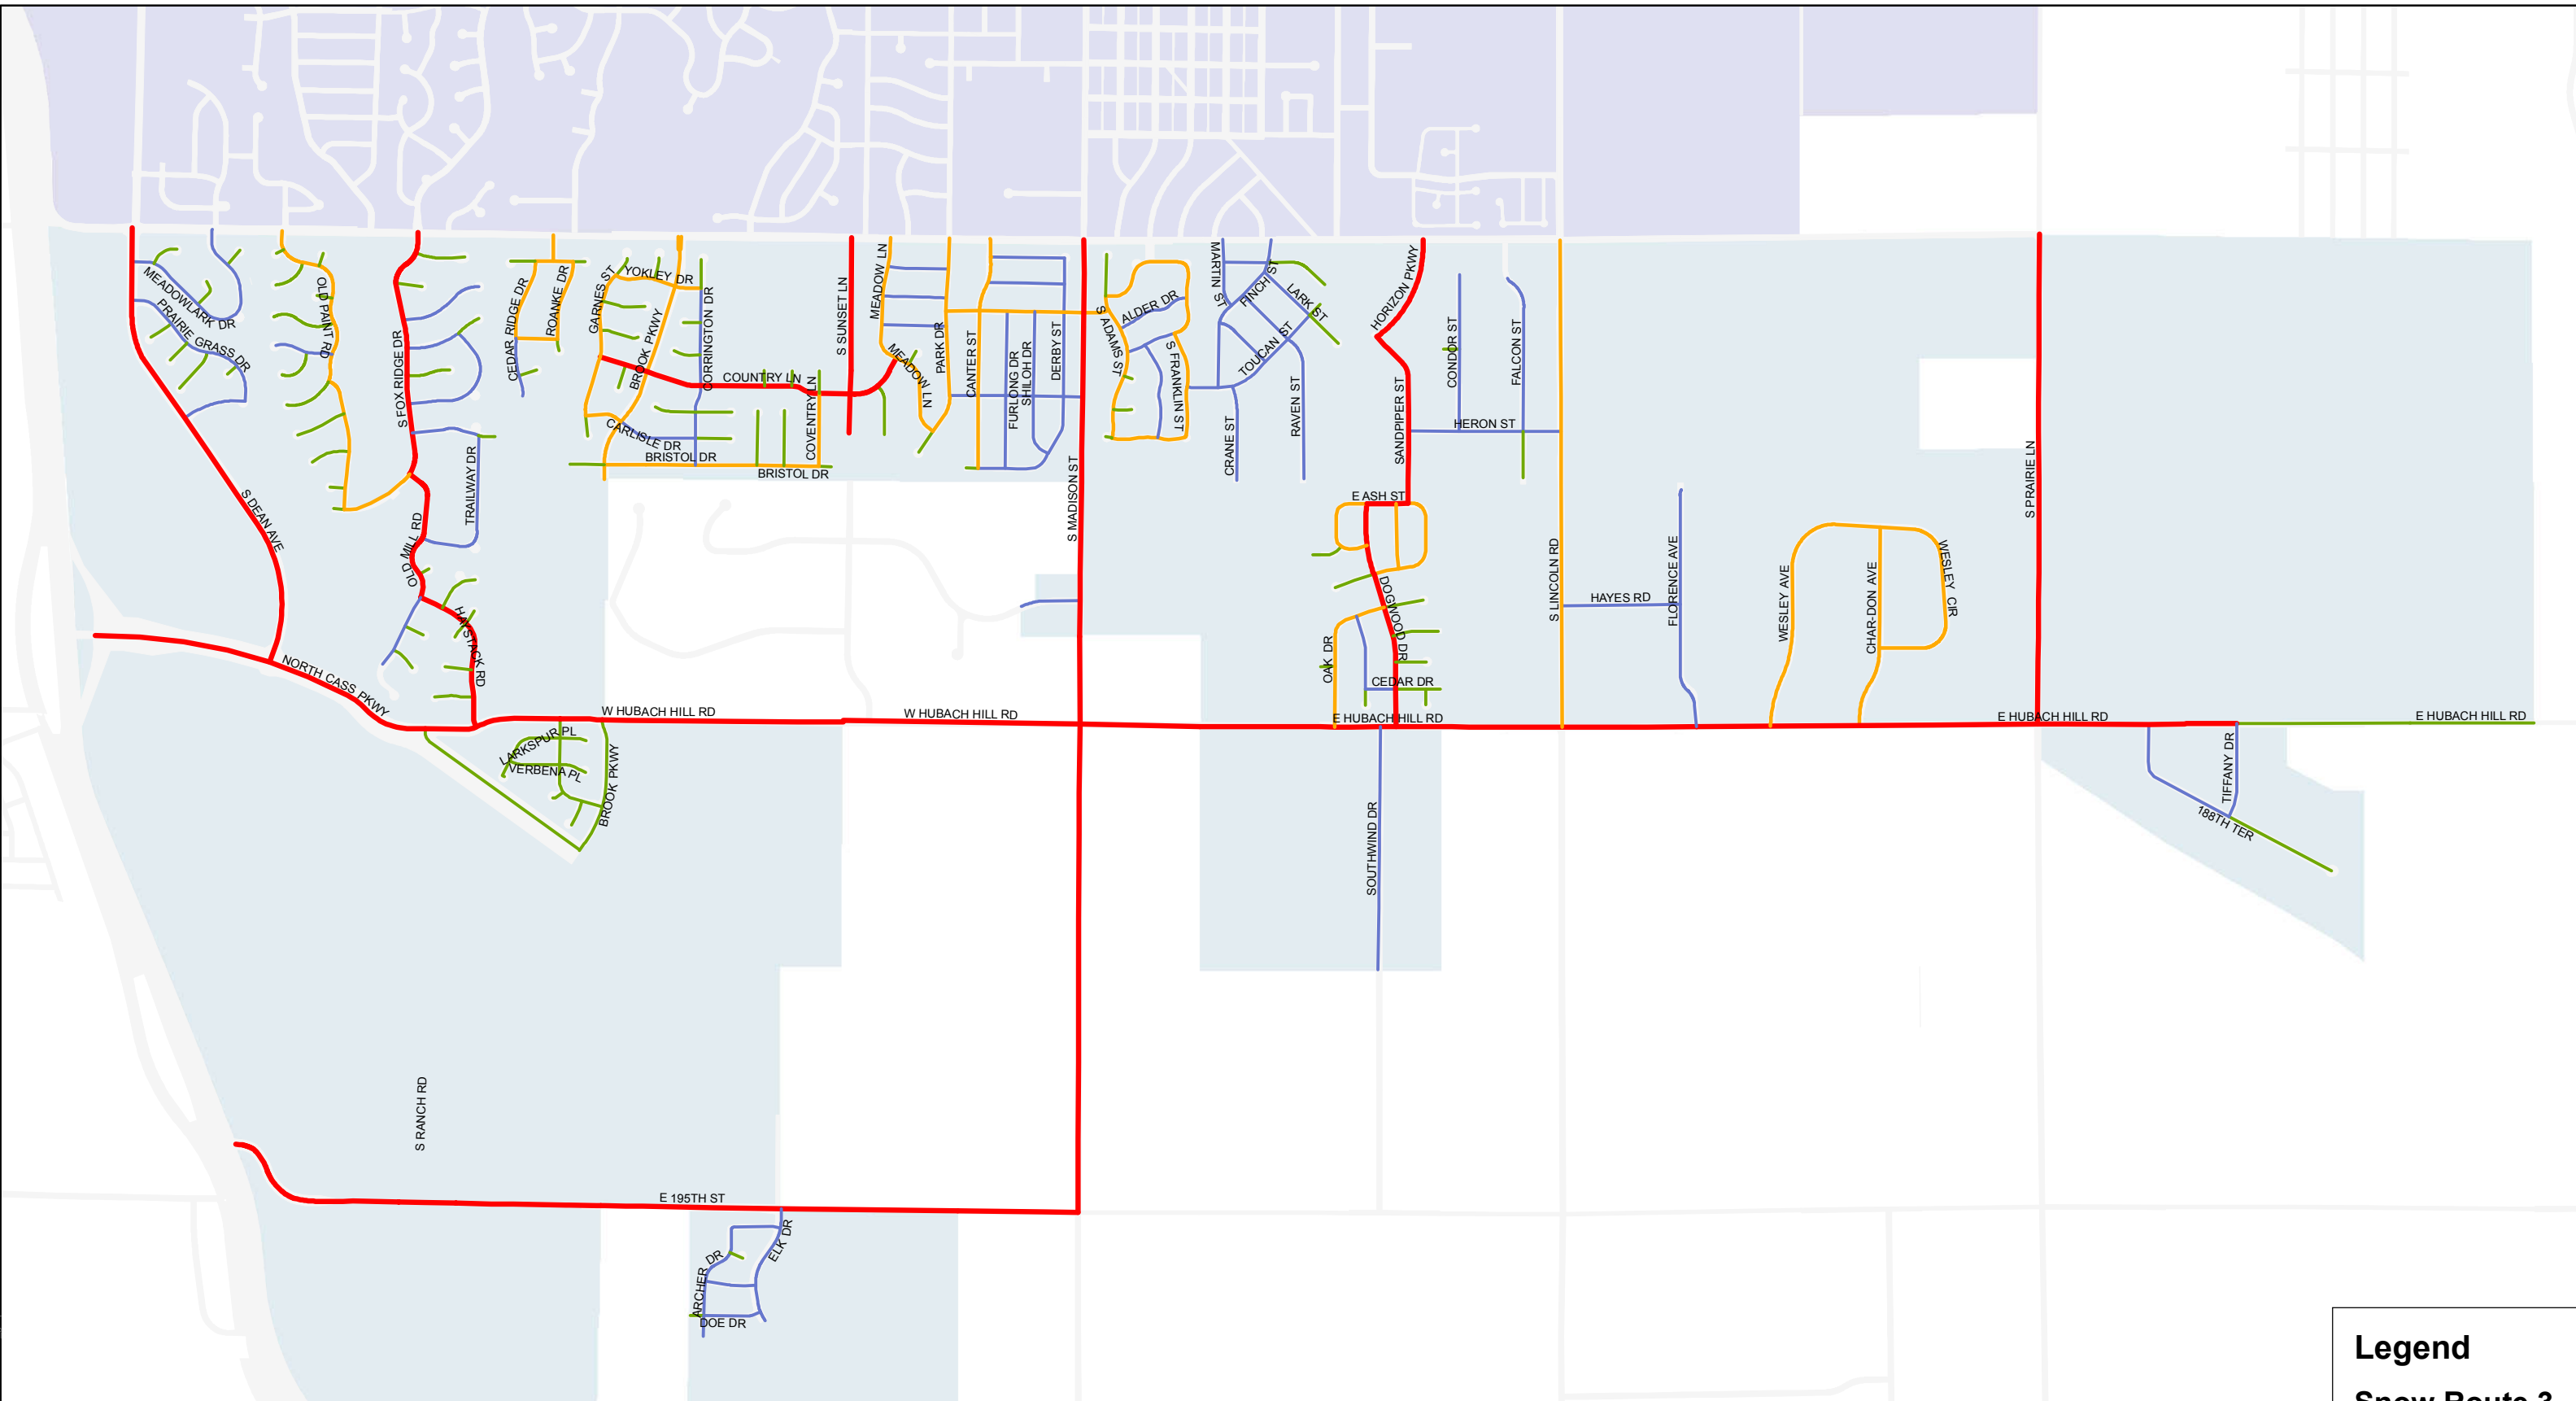 MEADOWLARK DR
PRAIRIE GRASS DR
OLD PAINT RD
S FOX RIDGE DR
CEDAR RIDGE DR
ROANKE DR
GARNES ST
YOKLEY DR
BROOK PKWY
CORRINGTON DR
COUNTRY LN
CARLISLE DR
BRISTOL DR
BRISTOL DR
COVENTRY LN
S SUNSET LN
MEADOW LN
MEADOW LN
PARK DR
CANTER ST
FURLONG DR
SHILOH DR
DERBY ST
S MADISON ST
S ADAMS ST
ALDER DR
S FRANKLIN ST
MARTIN ST
FINCH ST
LARK ST
TOUCAN ST
CRANE ST
RAVEN ST
HORIZON PKWY
SANDPIPER ST
CONDOR ST
FALCON ST
HERON ST
E ASH ST
DOGWOOD DR
OAK DR
CEDAR DR
S LINCOLN RD
HAYES RD
FLORENCE AVE
WESLEY AVE
CHAR-DON AVE
WESLEY CIR
S PRAIRIE LN
S DEAN AVE
TRAILWAY DR
OLD MILL RD
HAYSTACK RD
NORTH CASS PKWY
W HUBACH HILL RD
W HUBACH HILL RD
E HUBACH HILL RD
E HUBACH HILL RD
E HUBACH HILL RD
LARKSPUR PL
VERBENA PL
BROOK PKWY
SOUTHWIND DR
TIFFANY DR
188TH TER
S RANCH RD
E 195TH ST
ARCHER DR
ELK DR
DOE DR
Legend
Snow Route 3